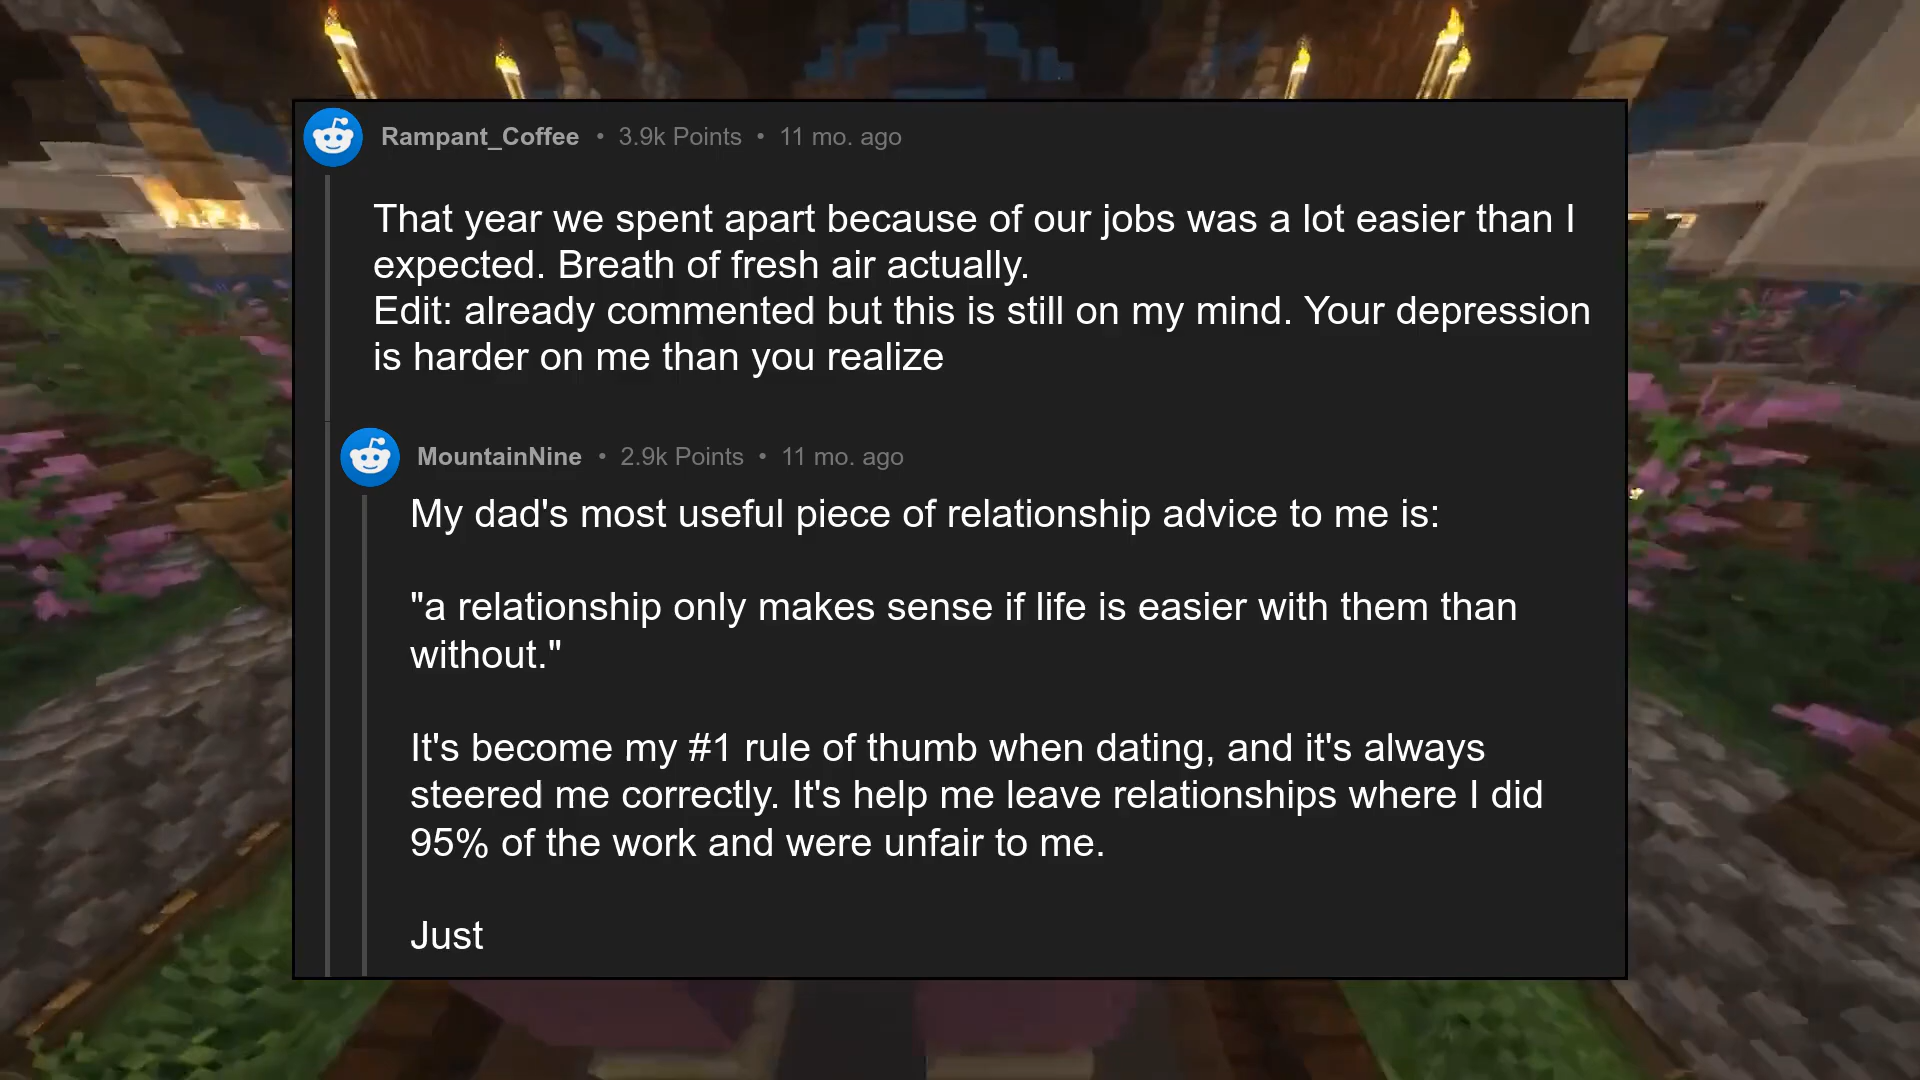 Rampant_Coffee • 3.9k Points • 11 mo. ago
That year we spent apart because of our jobs was a lot easier than I
expected. Breath of fresh air actually.
Edit: already commented but this is still on my mind. Your depression
is harder on me than you realize
MountainNine • 2.9k Points • 11 mo. ago
My dad's most useful piece of relationship advice to me is:
"a relationship only makes sense if life is easier with them than
without."
It's become my #1 rule of thumb when dating, and it's always
steered me correctly. It's help me leave relationships where I did
95% of the work and were unfair to me.
Just